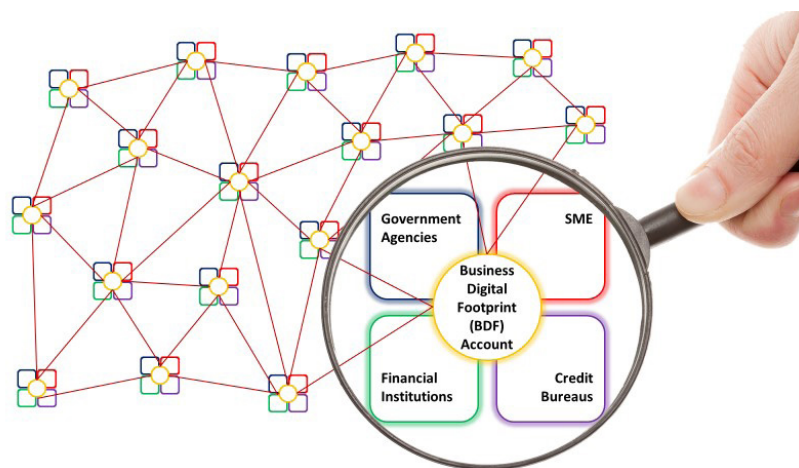 Government
Agencies
SME
Business
Digital
Footprint
(BDF)
Account
Financial
Institutions
Credit
Bureaus